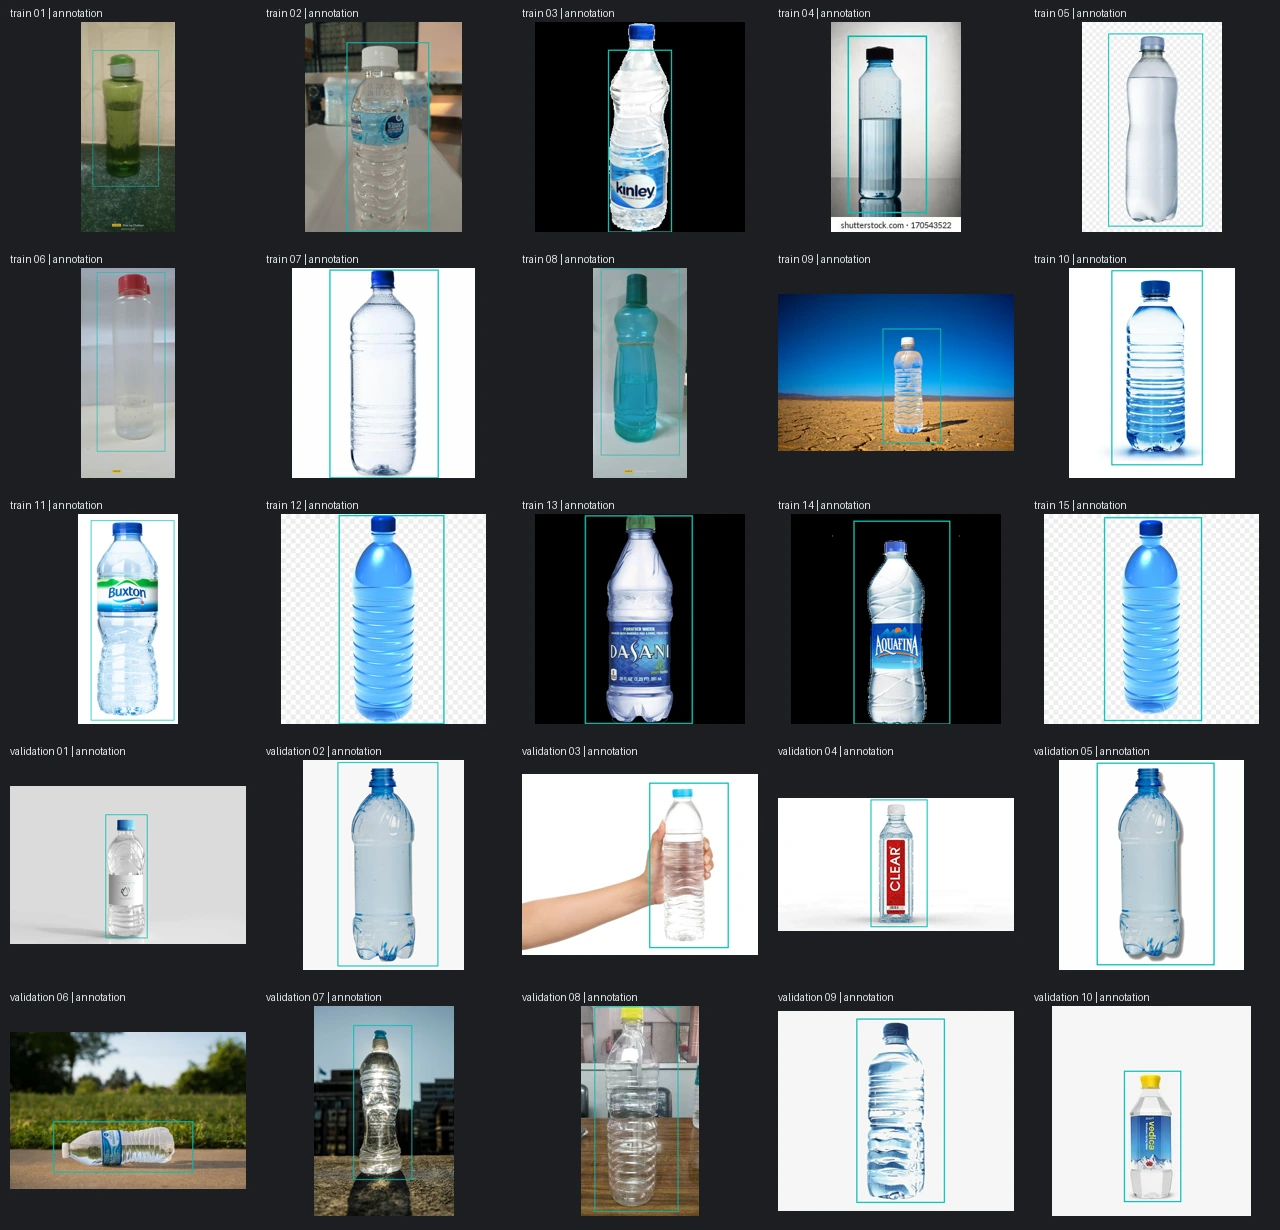 train 01 | annotation
train 02 | annotation
train 03 | annotation
train 04 | annotation
train 05 | annotation
kinley
shutterstock.com · 170543522
train 06 | annotation
train 07 | annotation
train 08 | annotation
train 09 | annotation
train 10 | annotation
train 11 | annotation
train 12 | annotation
train 13 | annotation
train 14 | annotation
train 15 | annotation
Buxton
PURIFIED WATER
DASANI
AQUAFINA
validation 01 | annotation
validation 02 | annotation
validation 03 | annotation
validation 04 | annotation
validation 05 | annotation
CLEAR
validation 06 | annotation
validation 07 | annotation
validation 08 | annotation
validation 09 | annotation
validation 10 | annotation
vedica